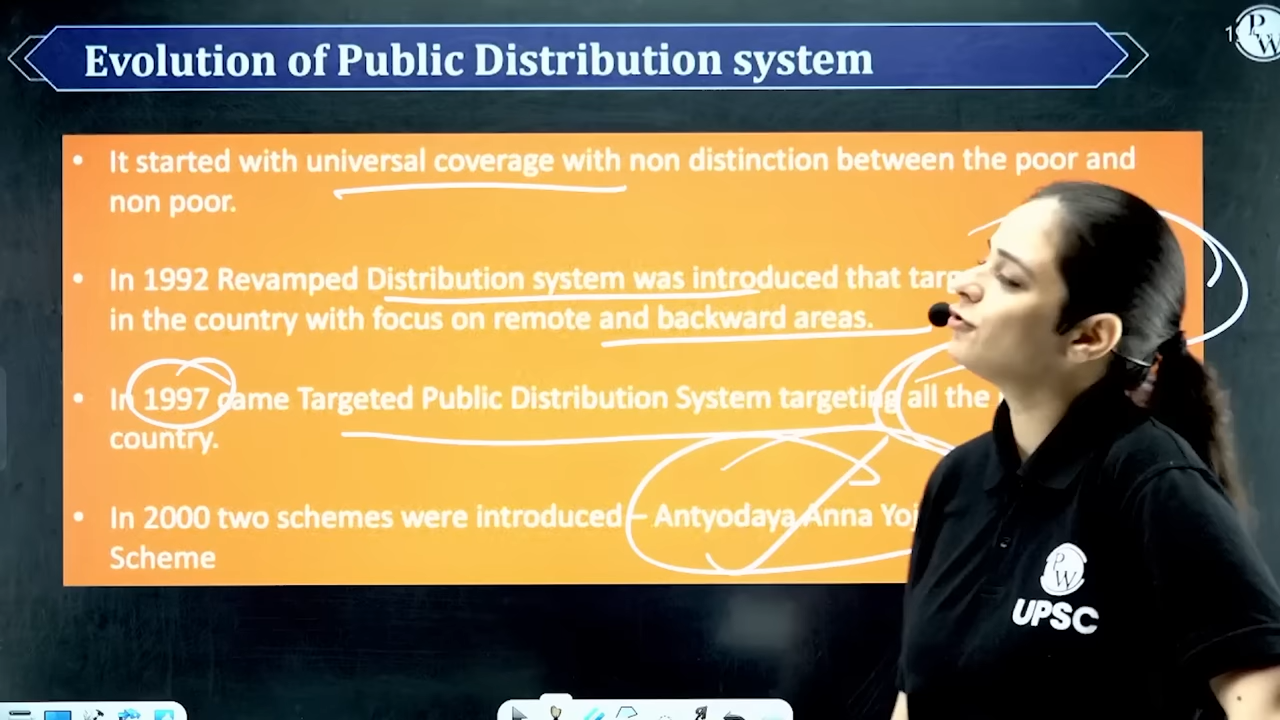 Evolution of Public Distribution system
• It started with universal coverage with non distinction between the poor and
non poor.
• In 1992 Revamped Distribution system was introduced that
in the country with focus on remote and backward areas.
• In 1997 came Targeted Public Distribution System targeting all the
country.
• In 2000 two schemes were introduced – Antyodaya Anna
Scheme
PW
PW
UPSC